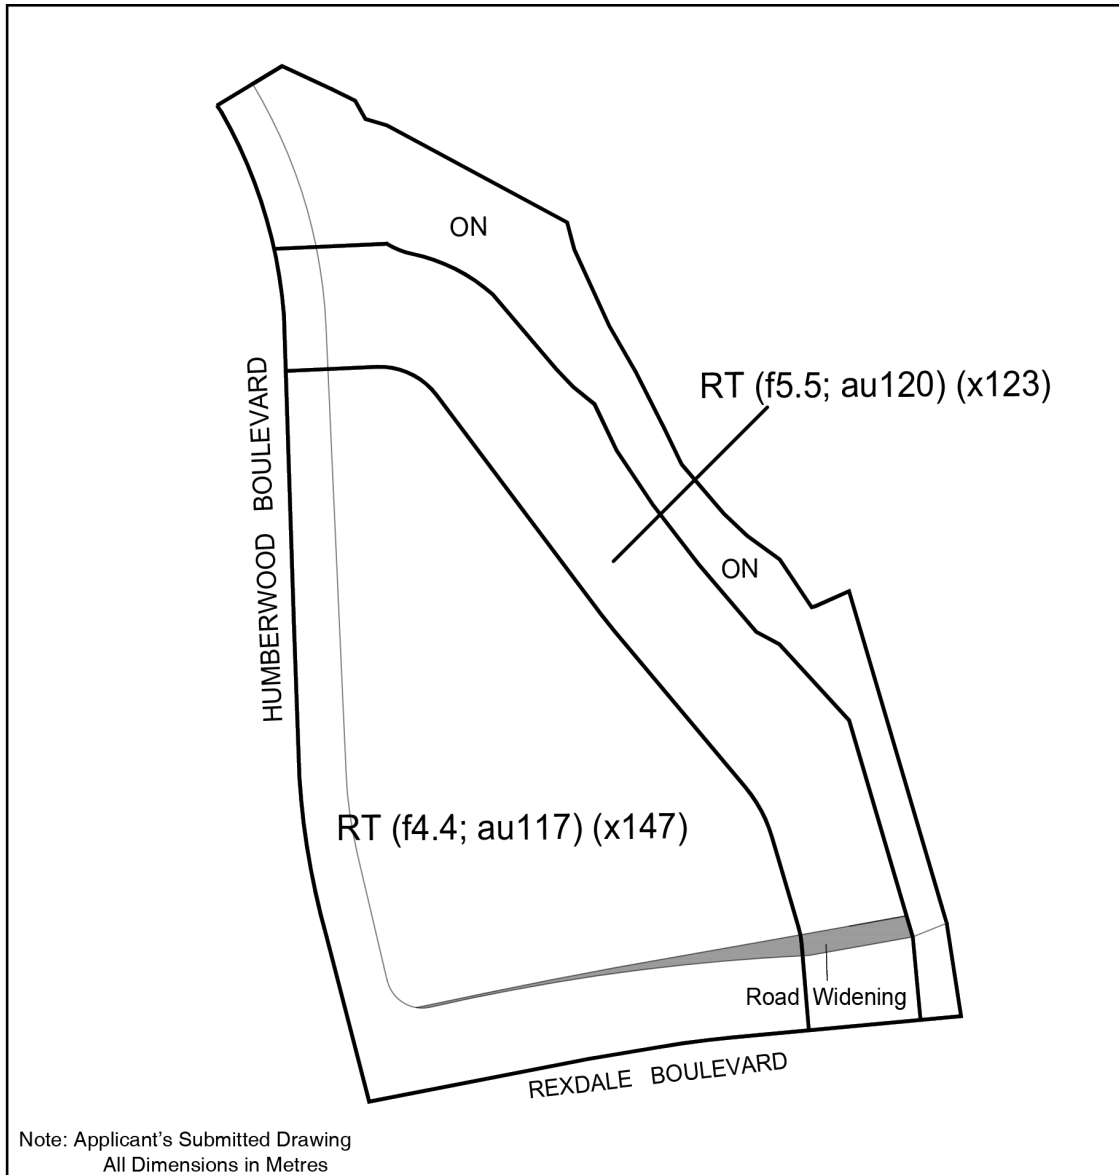 ON
RT (f5.5; au120) (x123)
HUMBERWOOD BOULEVARD
ON
RT (f4.4; au117) (x147)
Road Widening
REXDALE BOULEVARD
Note: Applicant's Submitted Drawing
All Dimensions in Metres